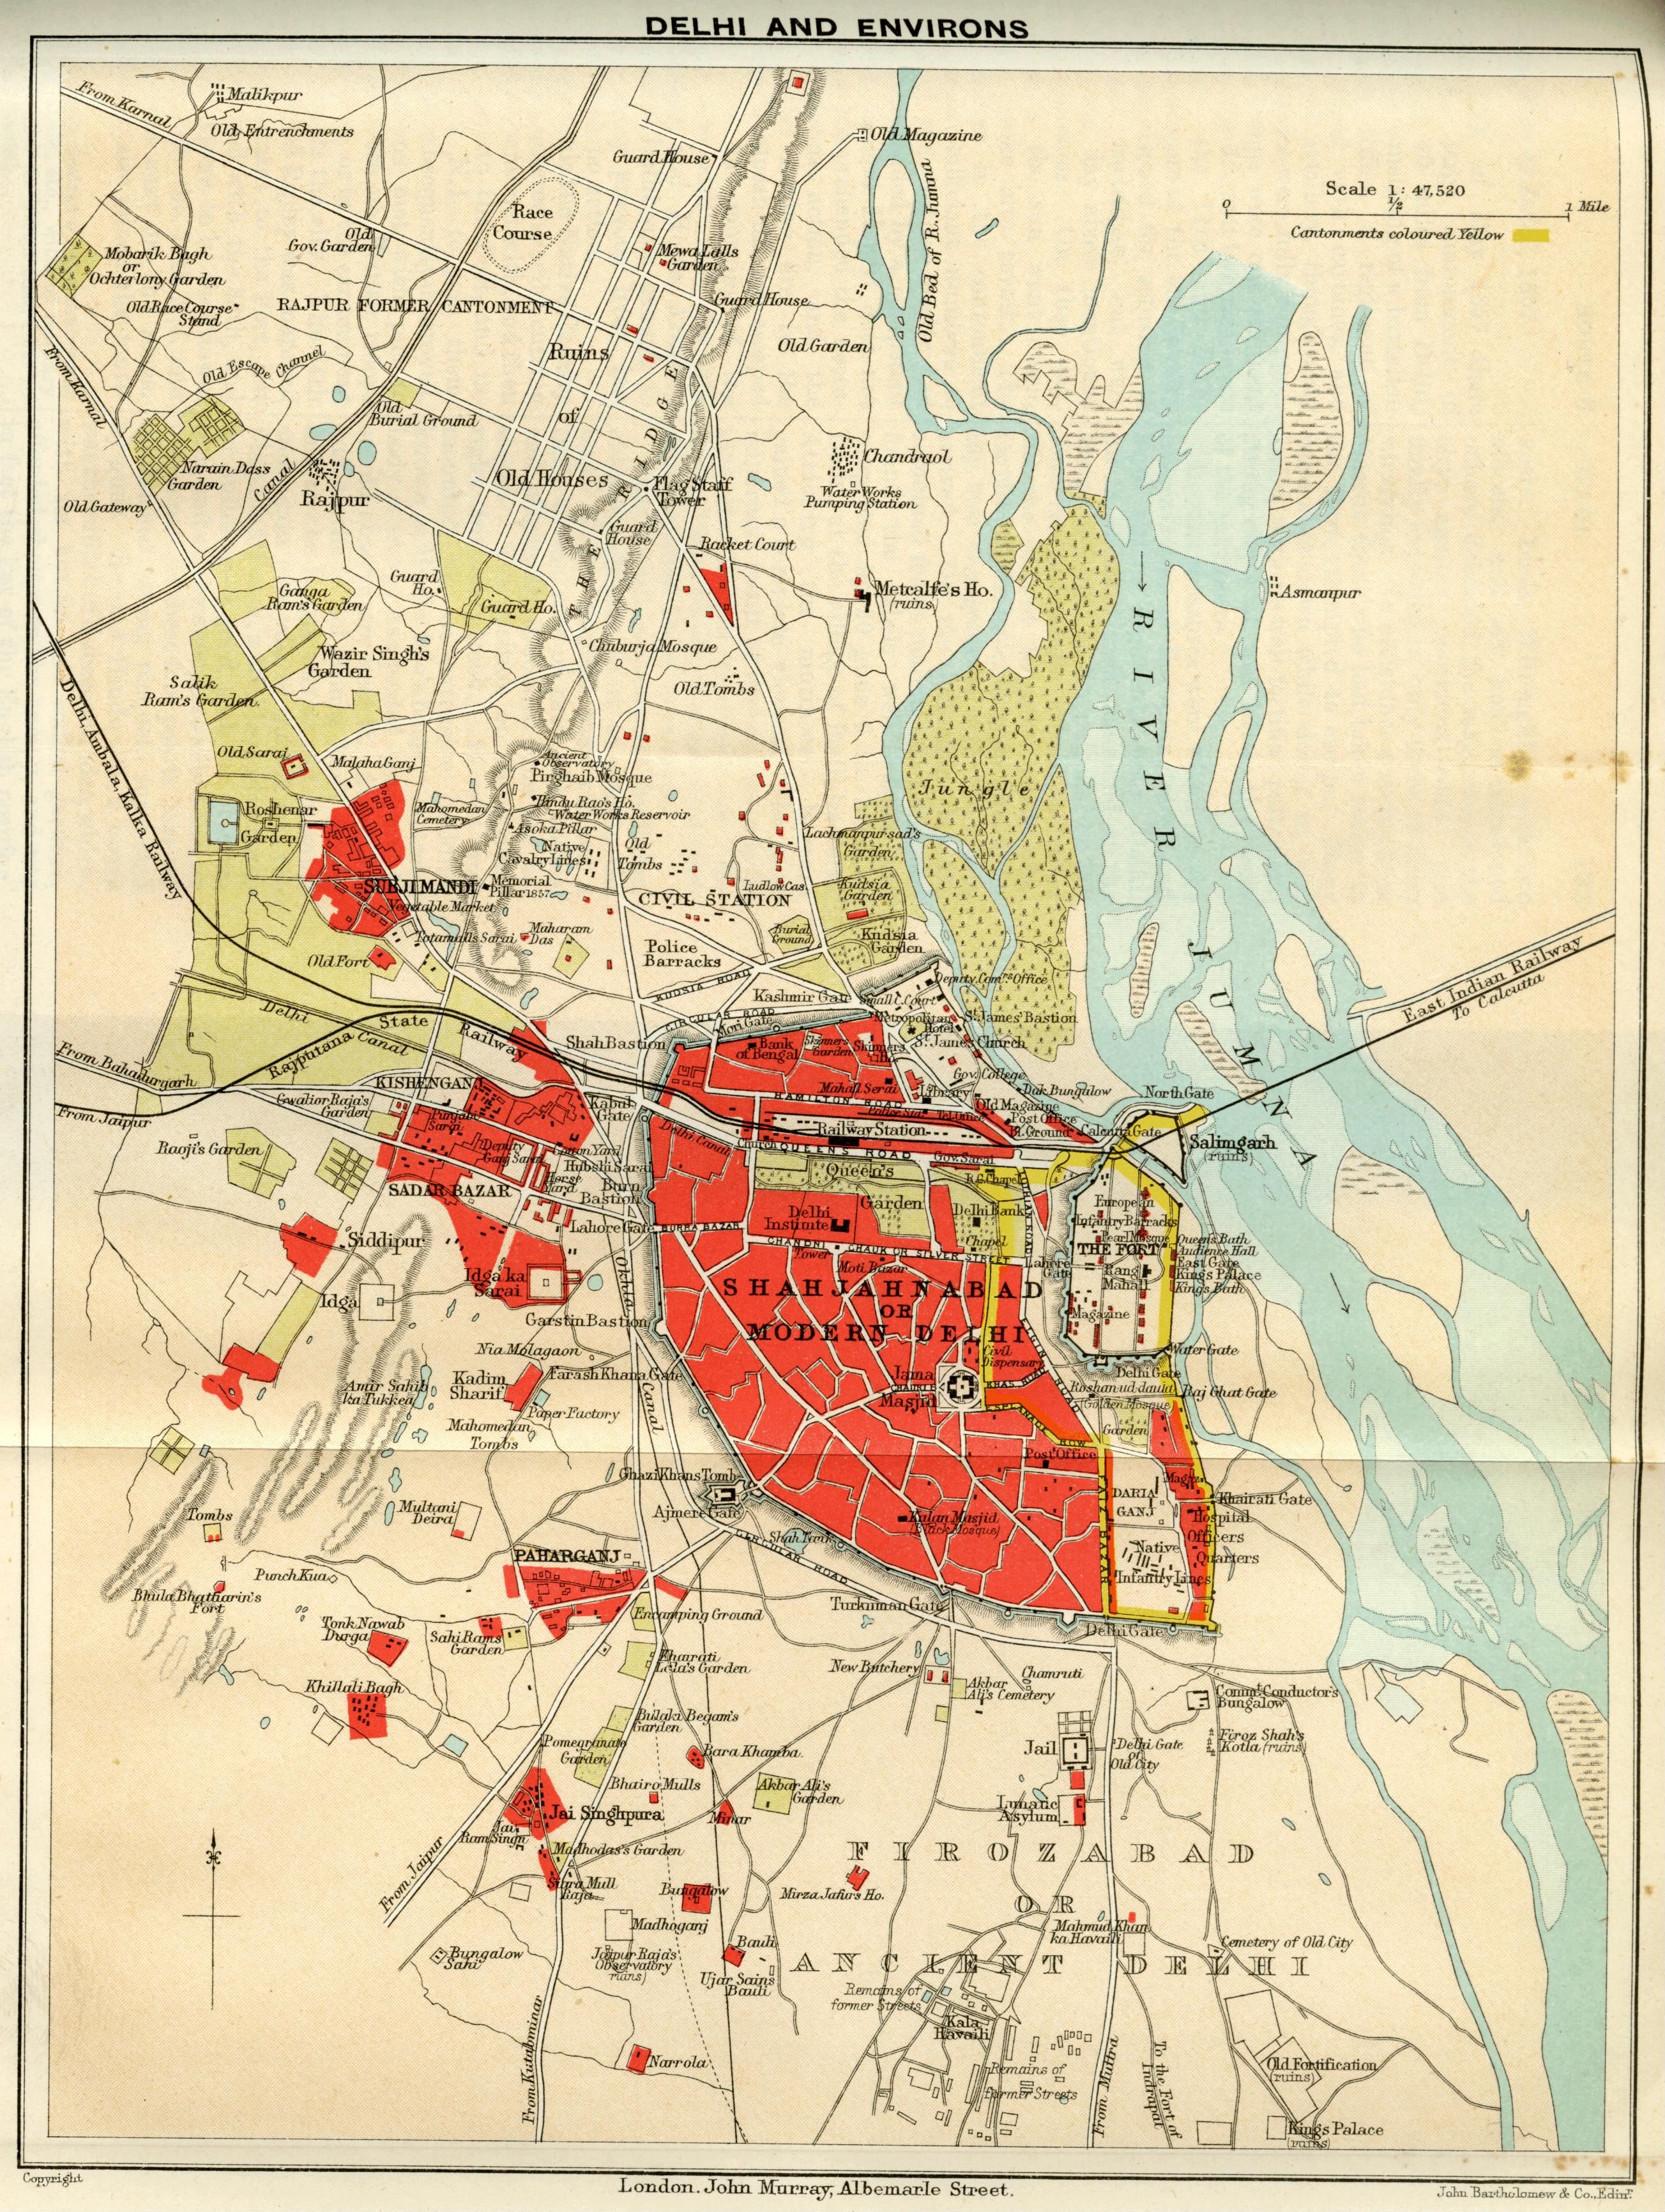 DELHI AND ENVIRONS
From Karnal
Malikpur
Old Entrenchments
Guard House
Old Magazine
Old Bed of R. Jumna
Scale 1: 47,520
0
1/2
1 Mile
Cantonments coloured Yellow
Race
Course
Old
Gov. Garden
Mobarik Bagh
or
Ochterlony Garden
Old Race Course
Stand
RAJPUR FORMER CANTONMENT
Mewa Lalls
Garden
Guard House
Old Garden
From Karnal
Old Escape Channel
Ruins
of
Old Houses
THE RIDGE
Old
Burial Ground
Narain Dass
Garden
Canal
Rajpur
Old Gateway
Flag Staff
Tower
Chandraol
Water Works
Pumping Station
Guard
House
Racket Court
Metcalfe's Ho.
(ruins)
Asmanpur
RIVER JUMNA
Ganga
Ram's Garden
Guard
Ho.
Guard Ho.
Chuburja Mosque
Wazir Singh's
Garden
Salik
Ram's Garden
Old Tombs
Delhi, Ambala, Kalka Railway
Old Sarai
Malaha Ganj
Ancient
Observatory
Pirghaib Mosque
Jungle
Roshenar
Garden
Mahomedan
Cemetery
Hindu Rao's Ho.
Water Works Reservoir
Asoka Pillar
Native
Cavalry Lines
Old
Tombs
Lachmanpursad's
Garden
SUBJI MANDI
Vegetable Market
Memorial
Pillar 1857
Ludlow Cas.
CIVIL STATION
Kudsia
Garden
Totamalls Sarai
Maharam
Das
Burial
Ground
Kudsia
Garden
Old Fort
Police
Barracks
KUDSIA ROAD
Deputy Com.rs Office
Kashmir Gate
Small C. Court
Delhi
State
Railway
CIRCULAR ROAD
Mori Gate
Metropolitan
Hotel
St. James' Bastion
East Indian Railway
To Calcutta
Rajputana Canal
Shah Bastion
Bank
of Bengal
Skinners
Garden
Skinners
Ho.
St. James Church
From Bahadurgarh
KISHENGANJ
Gov. College
Mahall Serai
Library
Dak Bungalow
North Gate
From Jaipur
Gwalior Raja's
Garden
Kabul
Gate
HAMILTON ROAD
Police Stat.
Tel. Office
Old Magazine
Post Office
B. Ground
Calcutta Gate
Salimgarh
(ruins)
Punjabi
Sarai
Delhi Canal
Railway Station
Church
QUEENS ROAD
Gov. Sarai
Raoji's Garden
Deputy
Ganj Sarai
Cotton Yard
Hubshi Sarai
Horse
Yard
Burn
Bastion
Queen's
Garden
R.C. Chapel
SADAR BAZAR
Delhi
Institute
Delhi Bank
European
Infantry Barracks
Pearl Mosque
Queens Bath
Audience Hall
East Gate
Kings Palace
Kings Bath
THE FORT
Rang
Mahall
Magazine
Lahore Gate
BURRA BAZAR
CHANDNI CHAUK OR SILVER STREET
Tower
Chapel
Moti Bazar
Lahore
Gate
Siddipur
Idga ka
Sarai
Idga
Okhla
Canal
SHAHJAHNABAD
OR
MODERN DELHI
Garstin Bastion
Civil
Dispensary
Water Gate
Nia Molagaon
Kadim
Sharif
Farash Khana Gate
Jama
Masjid
KHAS ROAD
Delhi Gate
Roshan-ud-daula
(Golden Mosque)
Raj Ghat Gate
Amir Sahib
ka Tukkea
Paper Factory
Mahomedan
Tombs
ESPLANADE ROW
Garden
Post Office
Ghazi Khans Tomb
Ajmere Gate
Tombs
Multani
Deira
DARIA
GANJ
Magaz.
Khairati Gate
Kalan Masjid
(Black Mosque)
Shah Tank
FAIZ BAZAR
Hospital
Officers
Quarters
Native
Infantry Lines
PAHARGANJ
CIRCULAR ROAD
Punch Kua
Bhula Bhatiarin's
Fort
Tonk Nawab
Durga
Sahi Rams
Garden
Encamping Ground
Turkuman Gate
Delhi Gate
Kharati
Lela's Garden
New Butchery
Akbar
Ali's Cemetery
Chamruti
Khillali Bagh
Comm. Conductor's
Bungalow
Bulaki Begam's
Garden
Pomegranate
Garden
Bara Khamba
Jail
Delhi Gate
of
Old City
Firoz Shah's
Kotla (ruins)
Bhairo Mulls
Akbar Ali's
Garden
Jai Singhpura
Minar
Lunatic
Asylum
Jai
Ram Singh
Madhodas's Garden
FIROZABAD
OR
ANCIENT DELHI
From Jaipur
Bungalow
Mirza Jafurs Ho.
Madhoganj
Mahmud Khan
ka Havaili
Bungalow
Sahi
Jaipur Raja's
Observatory
(ruins)
Bauli
Ujar Sains
Bauli
Cemetery of Old City
Remains of
former Streets
Kala
Havaili
Narrola
Remains of
former Streets
Old Fortification
(ruins)
From Kutabminar
From Muttra
To the Fort of
Indrapat
Kings Palace
(ruins)
Copyright
London. John Murray, Albemarle Street.
John Bartholomew & Co., Edin.r